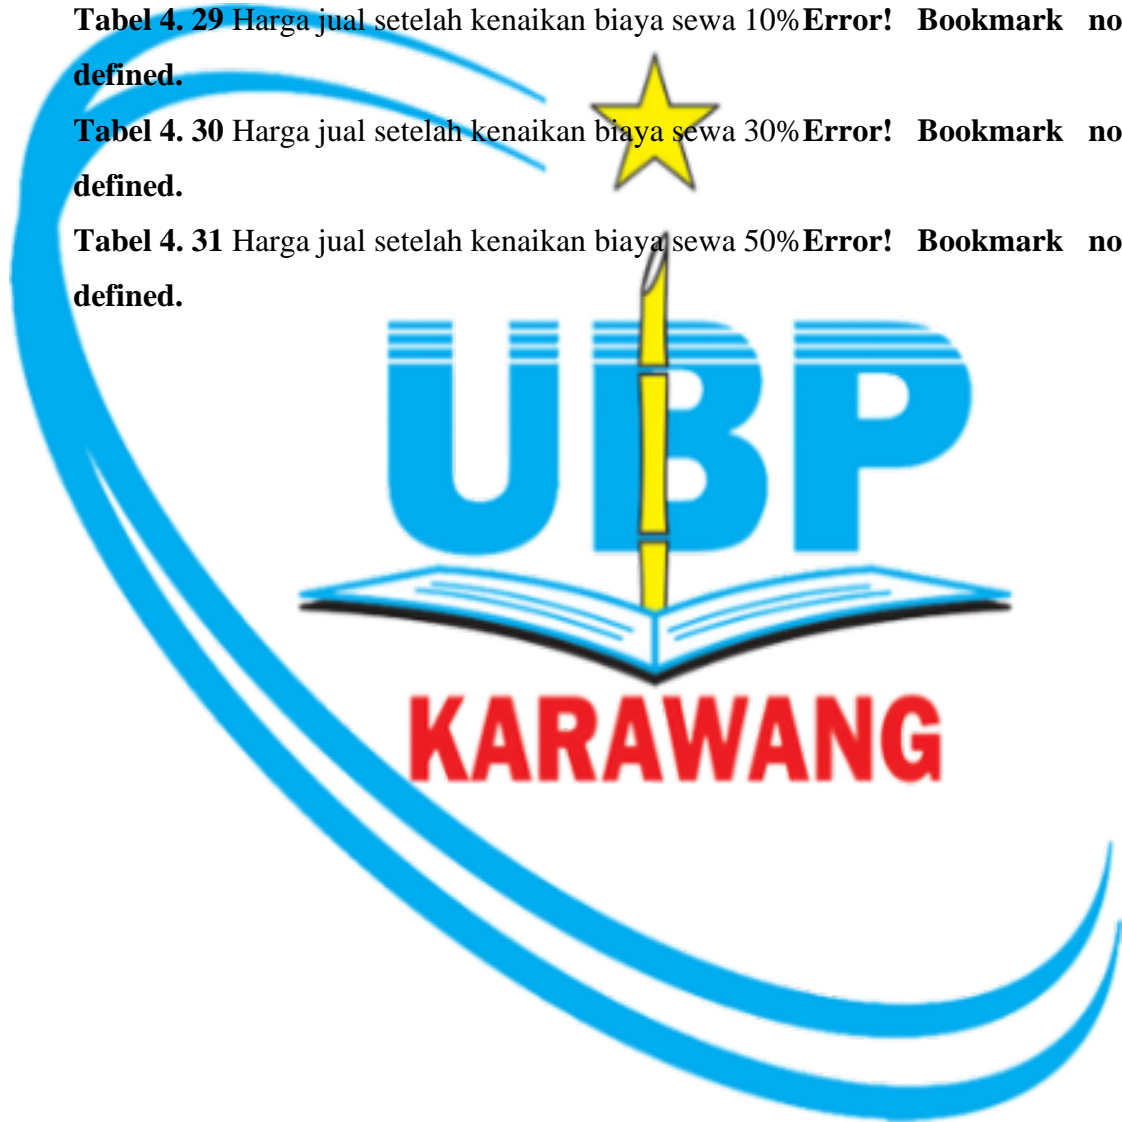 Tabel 4. 29 Harga jual setelah kenaikan biaya sewa 10%Error! Bookmark no
defined.
Tabel 4. 30 Harga jual setelah kenaikan biaya sewa 30%Error! Bookmark no
defined.
Tabel 4. 31 Harga jual setelah kenaikan biaya sewa 50%Error! Bookmark no
defined.
UBP
KARAWANG